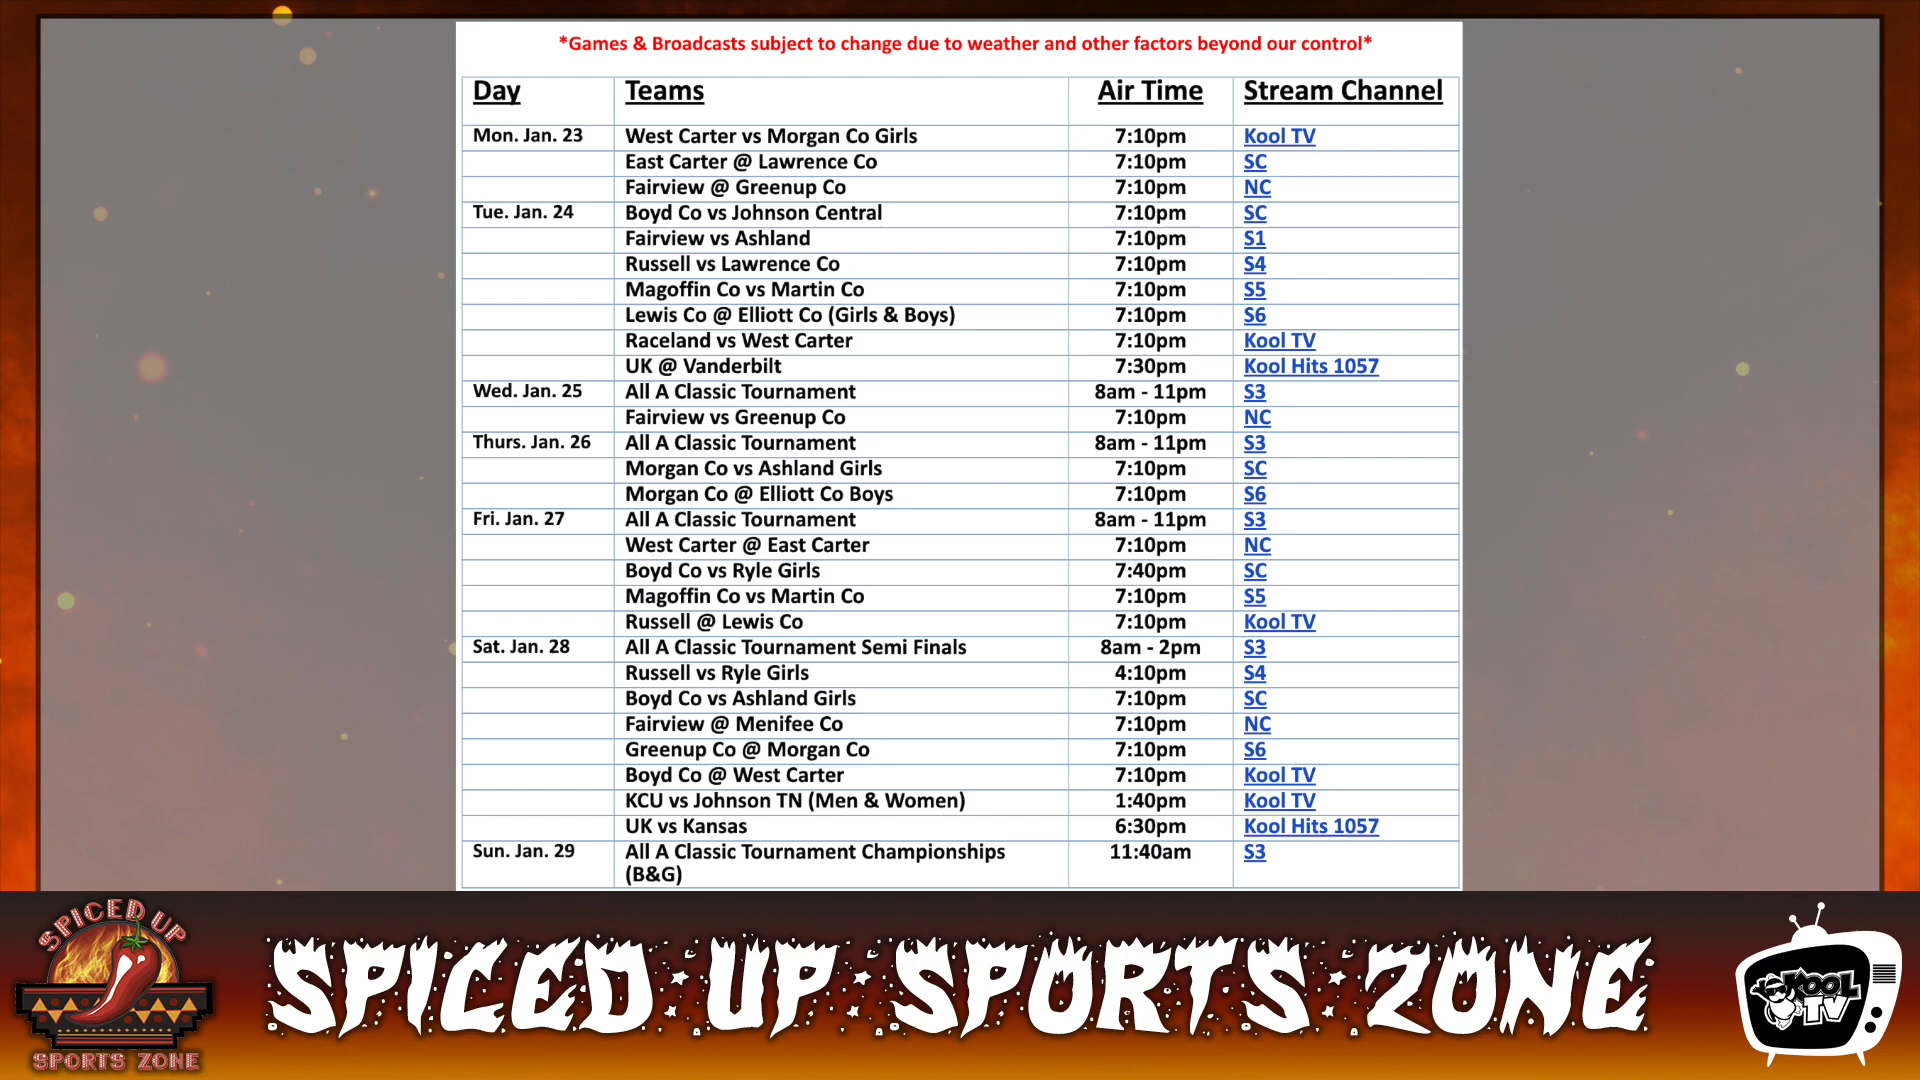 *Games & Broadcasts subject to change due to weather and other factors beyond our control*
Day Teams Air Time Stream Channel
Mon. Jan. 23 West Carter vs Morgan Co Girls 7:10pm Kool TV
East Carter @ Lawrence Co 7:10pm SC
Fairview @ Greenup Co 7:10pm NC
Tue. Jan. 24 Boyd Co vs Johnson Central 7:10pm SC
Fairview vs Ashland 7:10pm S1
Russell vs Lawrence Co 7:10pm S4
Magoffin Co vs Martin Co 7:10pm S5
Lewis Co @ Elliott Co (Girls & Boys) 7:10pm S6
Raceland vs West Carter 7:10pm Kool TV
UK @ Vanderbilt 7:30pm Kool Hits 1057
Wed. Jan. 25 All A Classic Tournament 8am - 11pm S3
Fairview vs Greenup Co 7:10pm NC
Thurs. Jan. 26 All A Classic Tournament 8am - 11pm S3
Morgan Co vs Ashland Girls 7:10pm SC
Morgan Co @ Elliott Co Boys 7:10pm S6
Fri. Jan. 27 All A Classic Tournament 8am - 11pm S3
West Carter @ East Carter 7:10pm NC
Boyd Co vs Ryle Girls 7:40pm SC
Magoffin Co vs Martin Co 7:10pm S5
Russell @ Lewis Co 7:10pm Kool TV
Sat. Jan. 28 All A Classic Tournament Semi Finals 8am - 2pm S3
Russell vs Ryle Girls 4:10pm S4
Boyd Co vs Ashland Girls 7:10pm SC
Fairview @ Menifee Co 7:10pm NC
Greenup Co @ Morgan Co 7:10pm S6
Boyd Co @ West Carter 7:10pm Kool TV
KCU vs Johnson TN (Men & Women) 1:40pm Kool TV
UK vs Kansas 6:30pm Kool Hits 1057
Sun. Jan. 29 All A Classic Tournament Championships 11:40am S3
(B&G)
SPICED UP
SPORTS ZONE
SPICED UP SPORTS ZONE
KOOL
TV